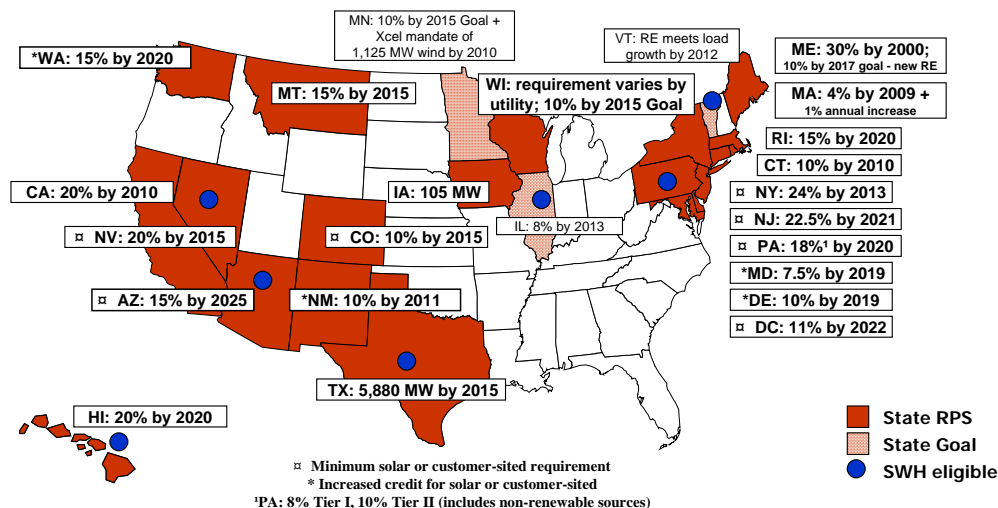 MN: 10% by 2015 Goal +
Xcel mandate of
1,125 MW wind by 2010
VT: RE meets load
growth by 2012
ME: 30% by 2000;
10% by 2017 goal - new RE
*WA: 15% by 2020
MT: 15% by 2015
WI: requirement varies by
utility; 10% by 2015 Goal
MA: 4% by 2009 +
1% annual increase
RI: 15% by 2020
CT: 10% by 2010
CA: 20% by 2010
IA: 105 MW
¤ NY: 24% by 2013
IL: 8% by 2013
¤ NJ: 22.5% by 2021
¤ NV: 20% by 2015
¤ CO: 10% by 2015
¤ PA: 18%¹ by 2020
*MD: 7.5% by 2019
¤ AZ: 15% by 2025
*NM: 10% by 2011
*DE: 10% by 2019
¤ DC: 11% by 2022
TX: 5,880 MW by 2015
HI: 20% by 2020
State RPS
State Goal
SWH eligible
¤ Minimum solar or customer-sited requirement
* Increased credit for solar or customer-sited
¹PA: 8% Tier I, 10% Tier II (includes non-renewable sources)